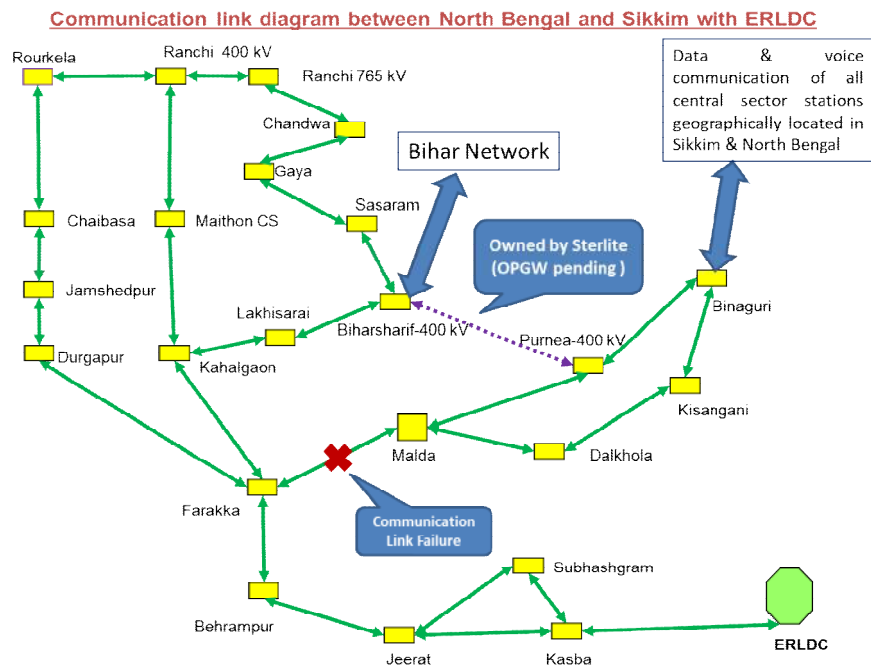 Communication link diagram between North Bengal and Sikkim with ERLDC
Rourkela
Ranchi 400 kV
Ranchi 765 kV
Data & voice
communication of all
central sector stations
geographically located in
Sikkim & North Bengal
Chandwa
Bihar Network
Gaya
Sasaram
Chaibasa
Maithon CS
Owned by Sterlite
(OPGW pending )
Jamshedpur
Binaguri
Lakhisarai
Biharsharif-400 kV
Purnea-400 kV
Durgapur
Kahalgaon
Kisangani
Malda
Dalkhola
Farakka
Communication
Link Failure
Subhashgram
Behrampur
Jeerat
Kasba
ERLDC